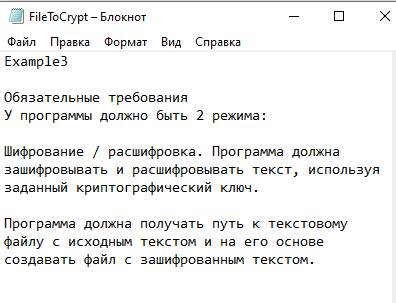 FileToCrypt – Блокнот
Файл Правка Формат Вид Справка
Example3
Обязательные требования
У программы должно быть 2 режима:
Шифрование / расшифровка. Программа должна
зашифровывать и расшифровывать текст, используя
заданный криптографический ключ.
Программа должна получать путь к текстовому
файлу с исходным текстом и на его основе
создавать файл с зашифрованным текстом.